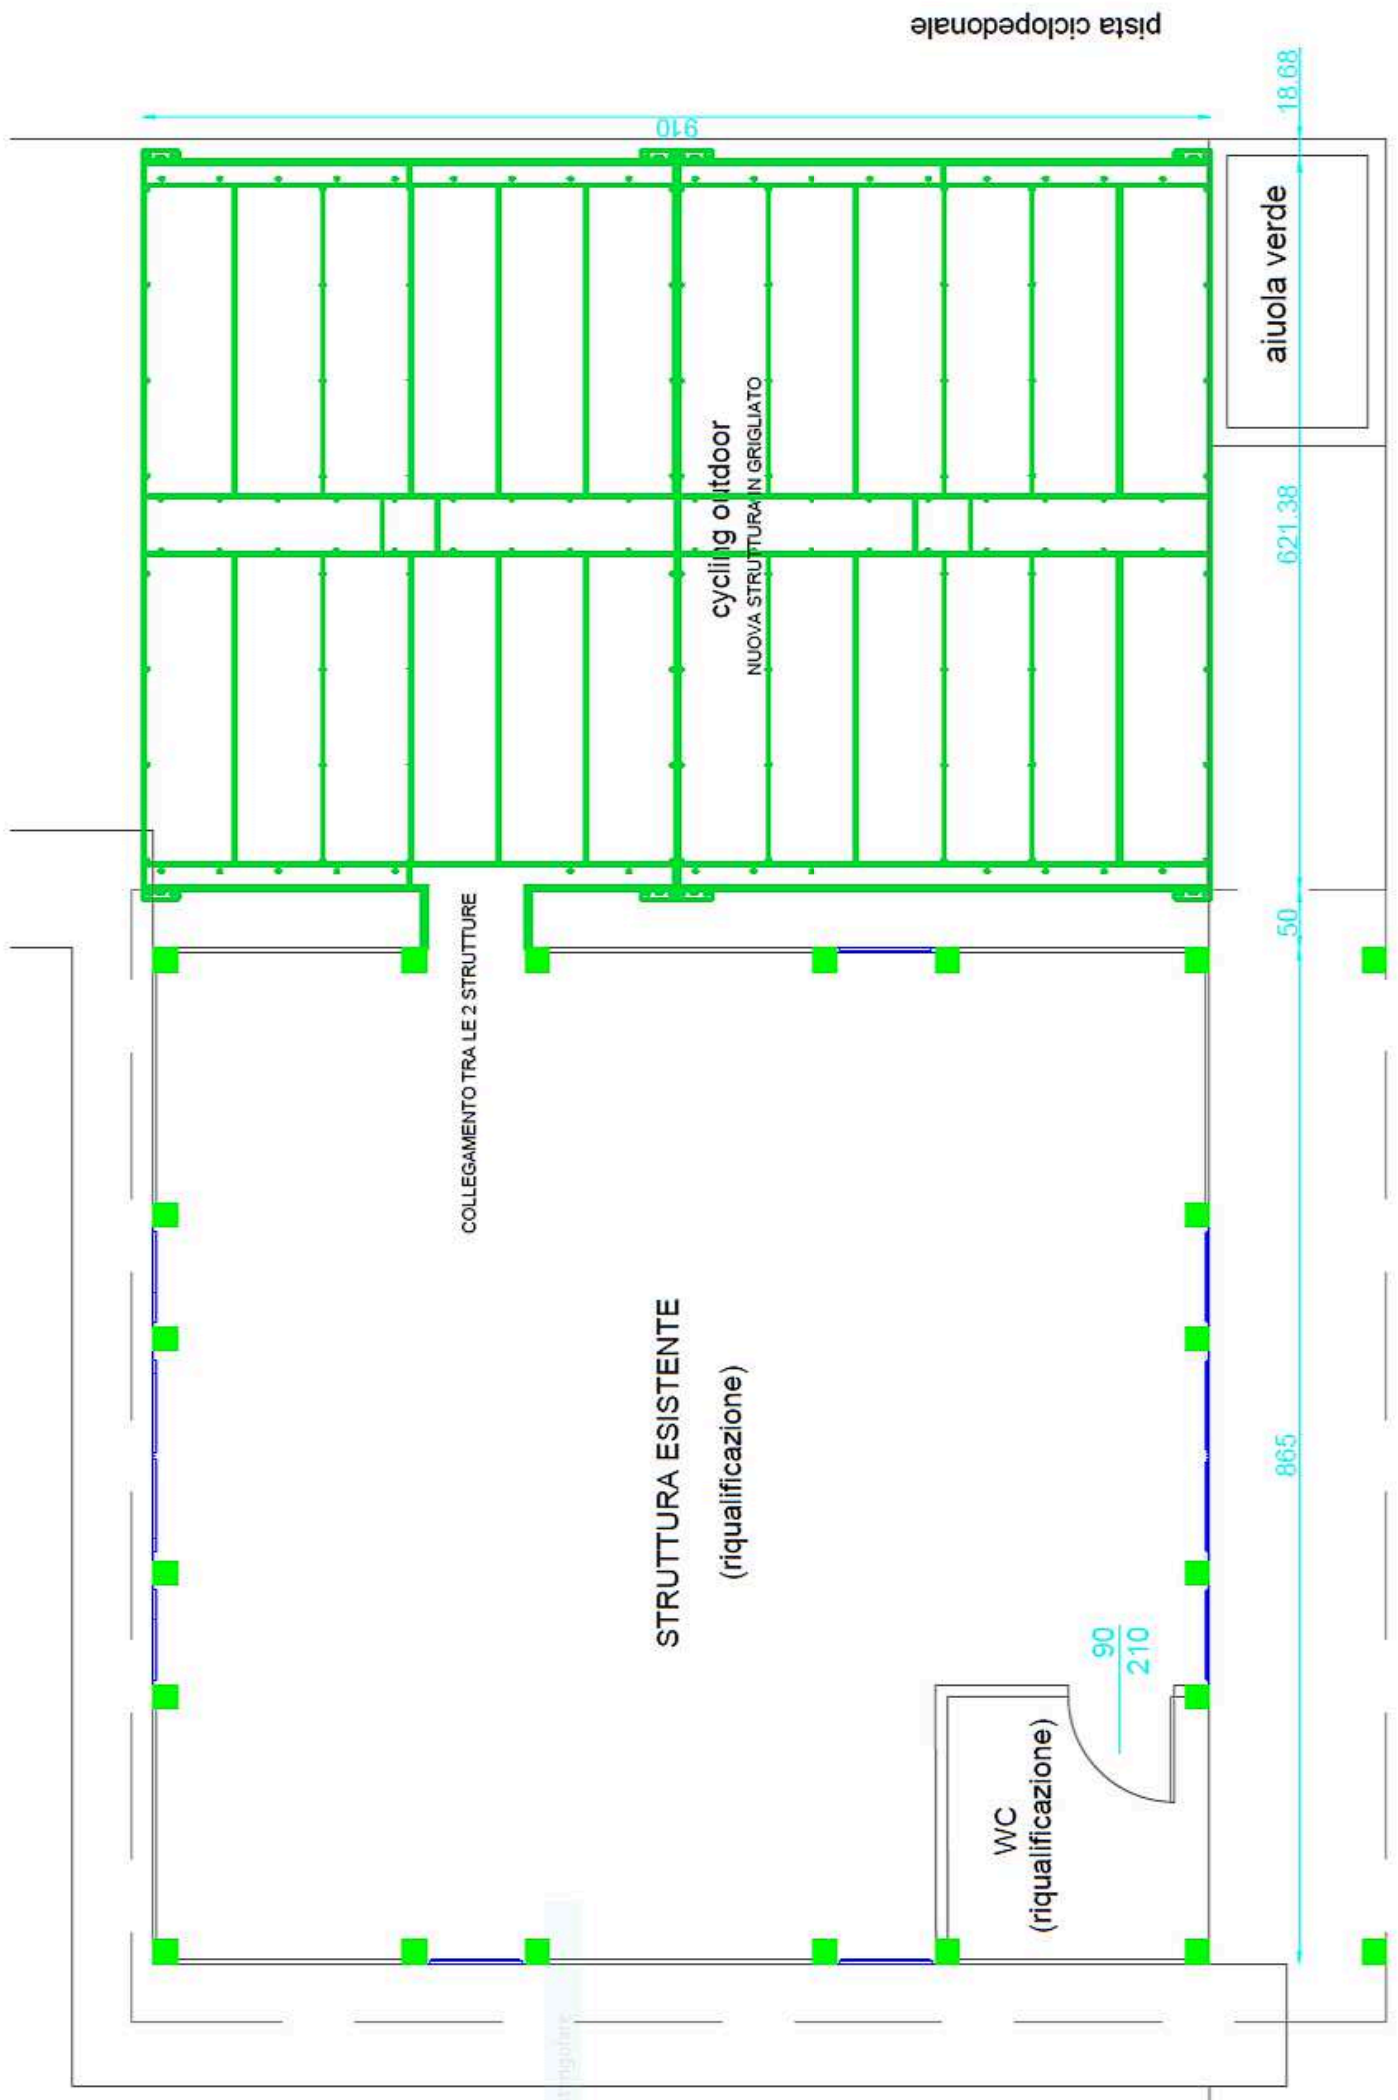 pista ciclopedonale
18.68
910
aiuola verde
cycling outdoor
NUOVA STRUTTURA IN GRIGLIATO
621.38
50
COLLEGAMENTO TRA LE 2 STRUTTURE
STRUTTURA ESISTENTE
(riqualificazione)
865
90
210
WC
(riqualificazione)